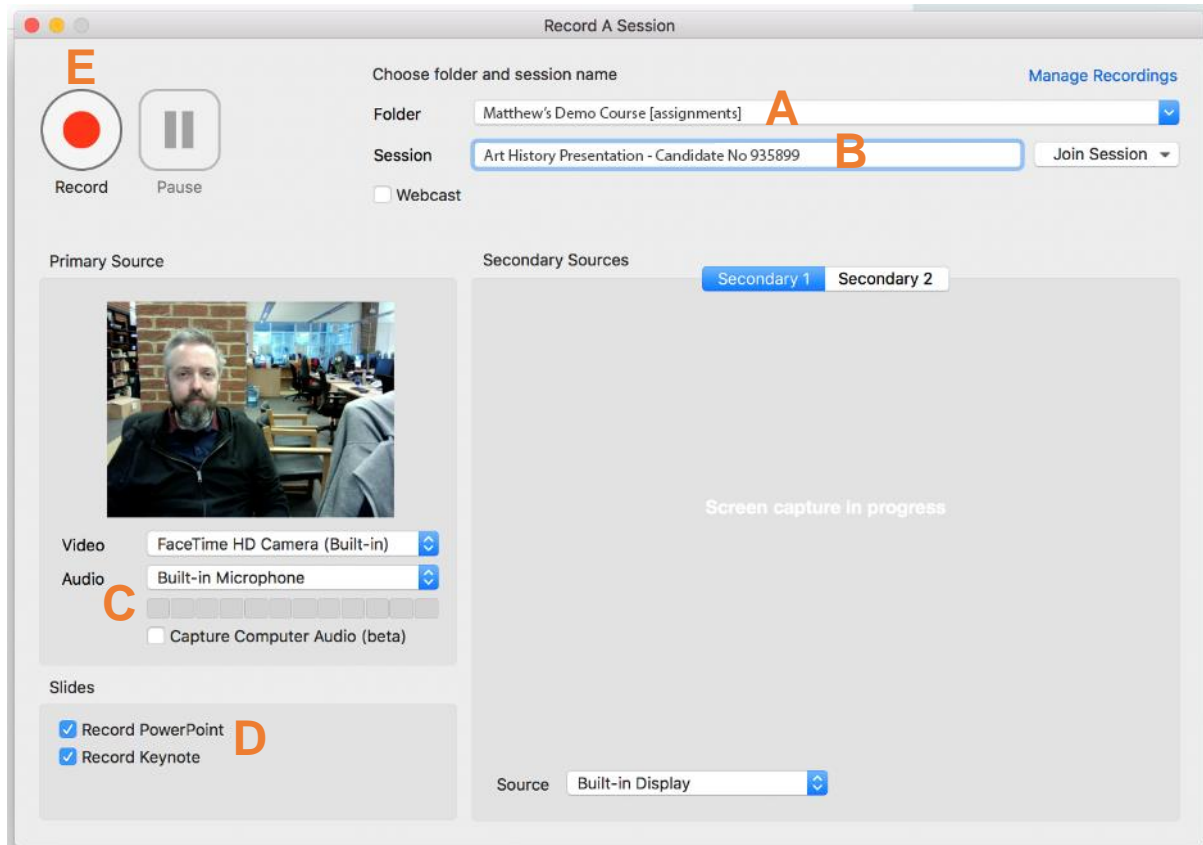 Record A Session
E
Choose folder and session name
Manage Recordings
Folder
Matthew's Demo Course [assignments]
A
Session
Art History Presentation - Candidate No 935899
B
Join Session
Record
Pause
Webcast
Primary Source
Secondary Sources
Secondary 1
Secondary 2
Screen capture in progress
Video
FaceTime HD Camera (Built-in)
Audio
Built-in Microphone
C
Capture Computer Audio (beta)
Slides
Record PowerPoint
D
Record Keynote
Source
Built-in Display